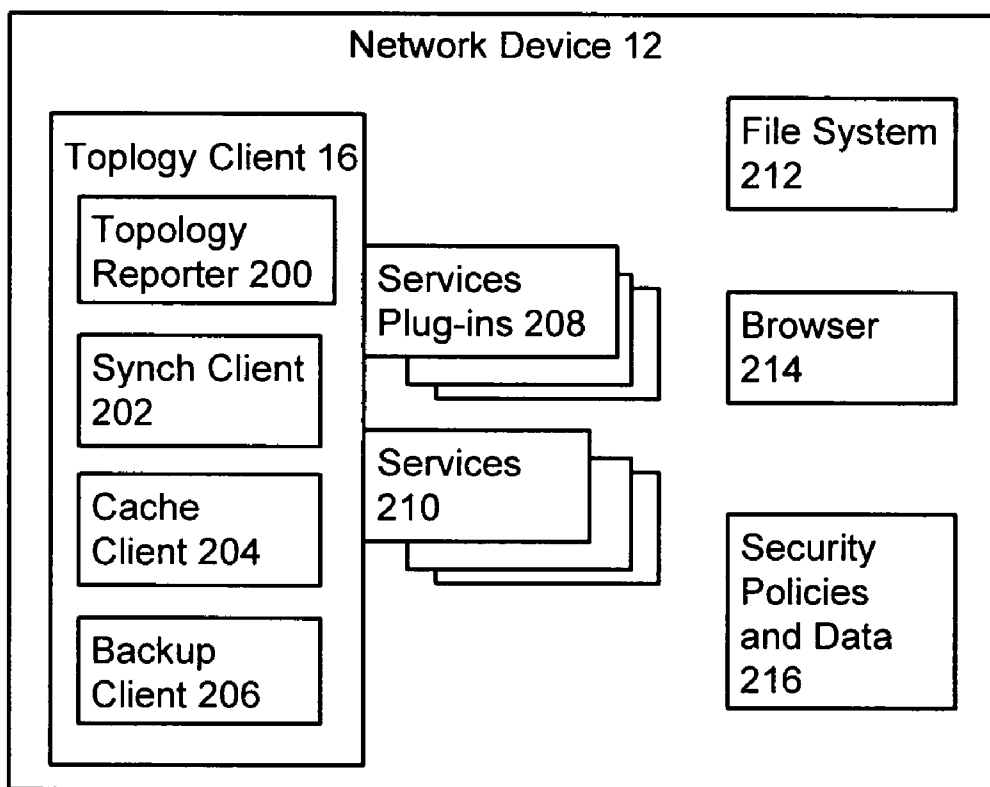 Network Device 12
Toplogy Client 16
Topology
Reporter 200
Synch Client
202
Cache
Client 204
Backup
Client 206
Services
Plug-ins 208
Services
210
File System
212
Browser
214
Security
Policies
and Data
216